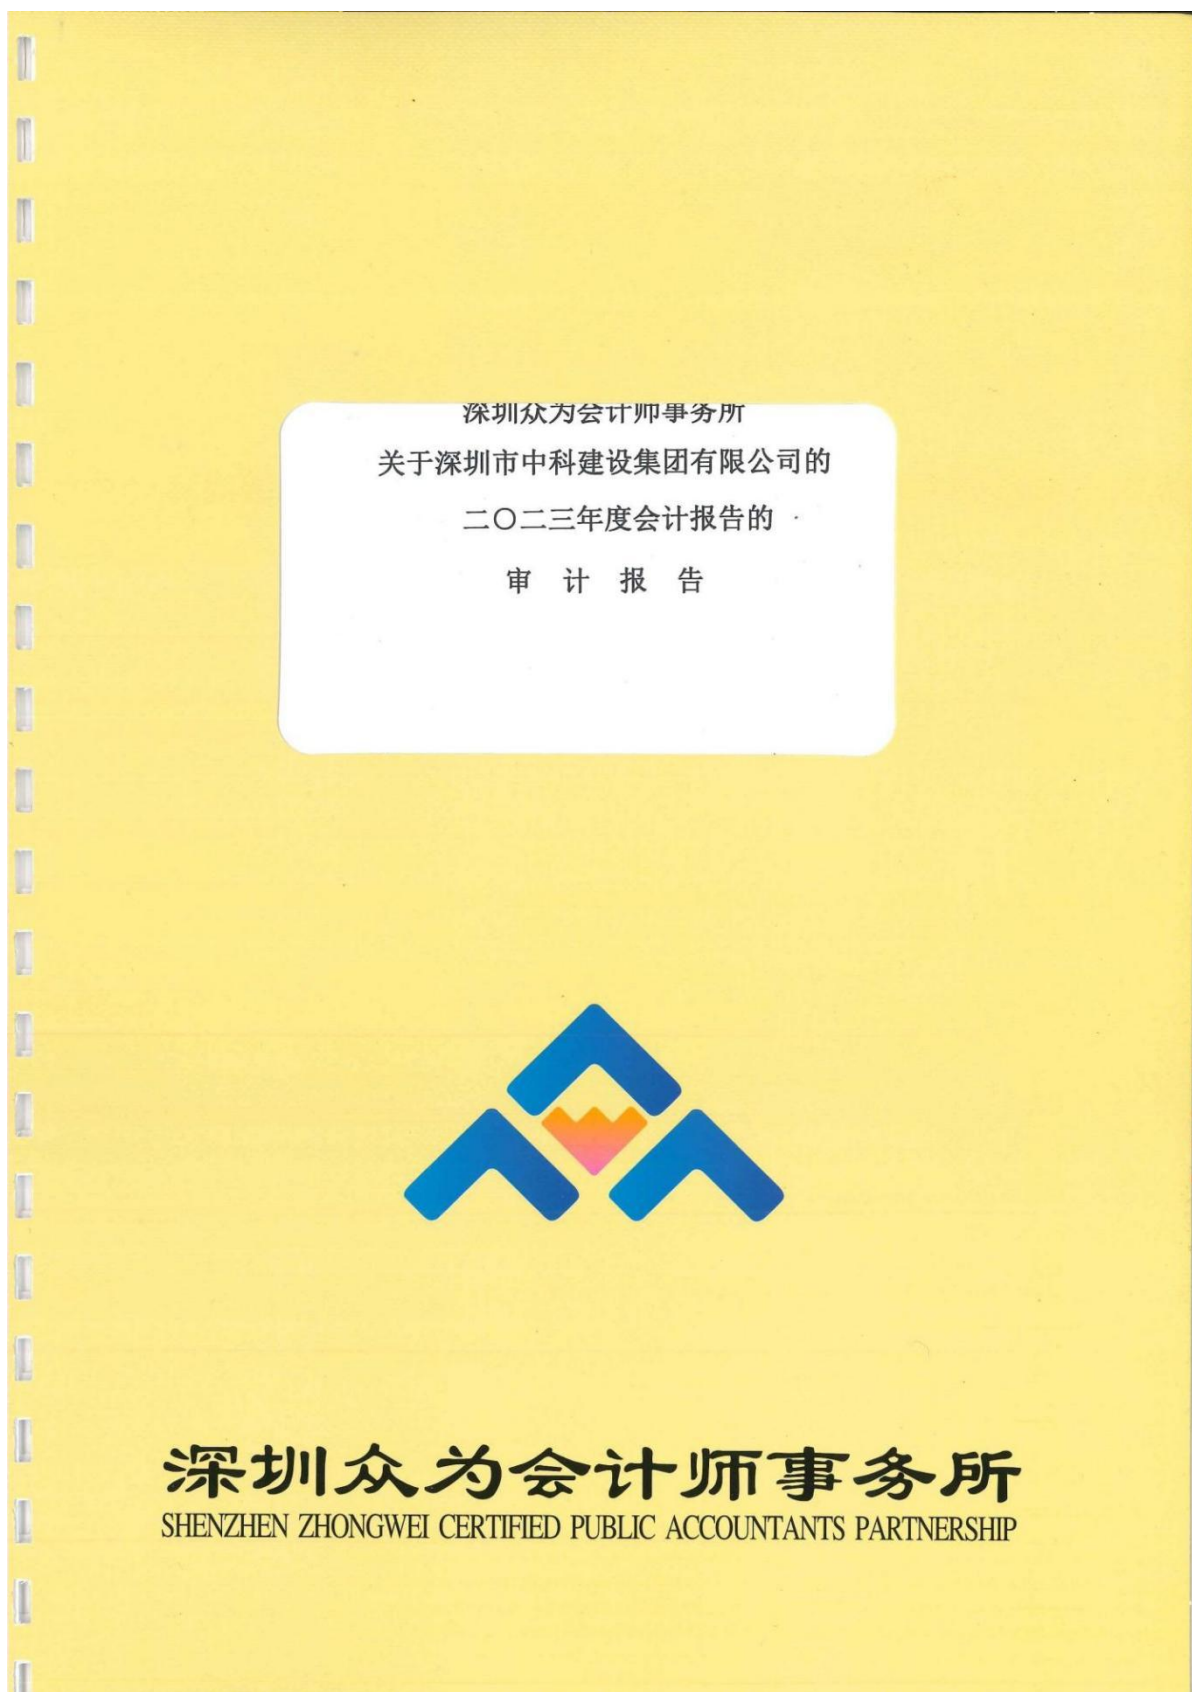 深圳众为会计师事务所
关于深圳市中科建设集团有限公司的
二〇二三年度会计报告的
审计报告
深圳众为会计师事务所
SHENZHEN ZHONGWEI CERTIFIED PUBLIC ACCOUNTANTS PARTNERSHIP